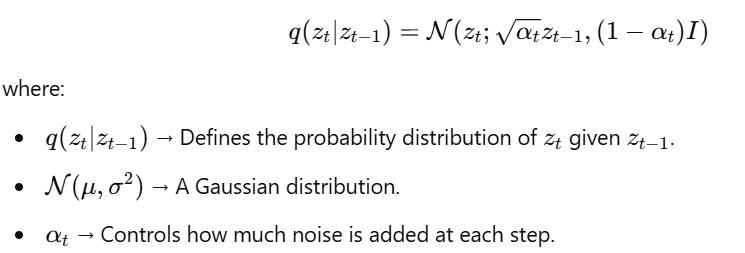 q(z_t|z_{t−1}) = 𝒩(z_t; √α_t z_{t−1}, (1 − α_t)I)
where:
• q(z_t|z_{t−1}) → Defines the probability distribution of z_t given z_{t−1}.
• 𝒩(μ, σ²) → A Gaussian distribution.
• α_t → Controls how much noise is added at each step.